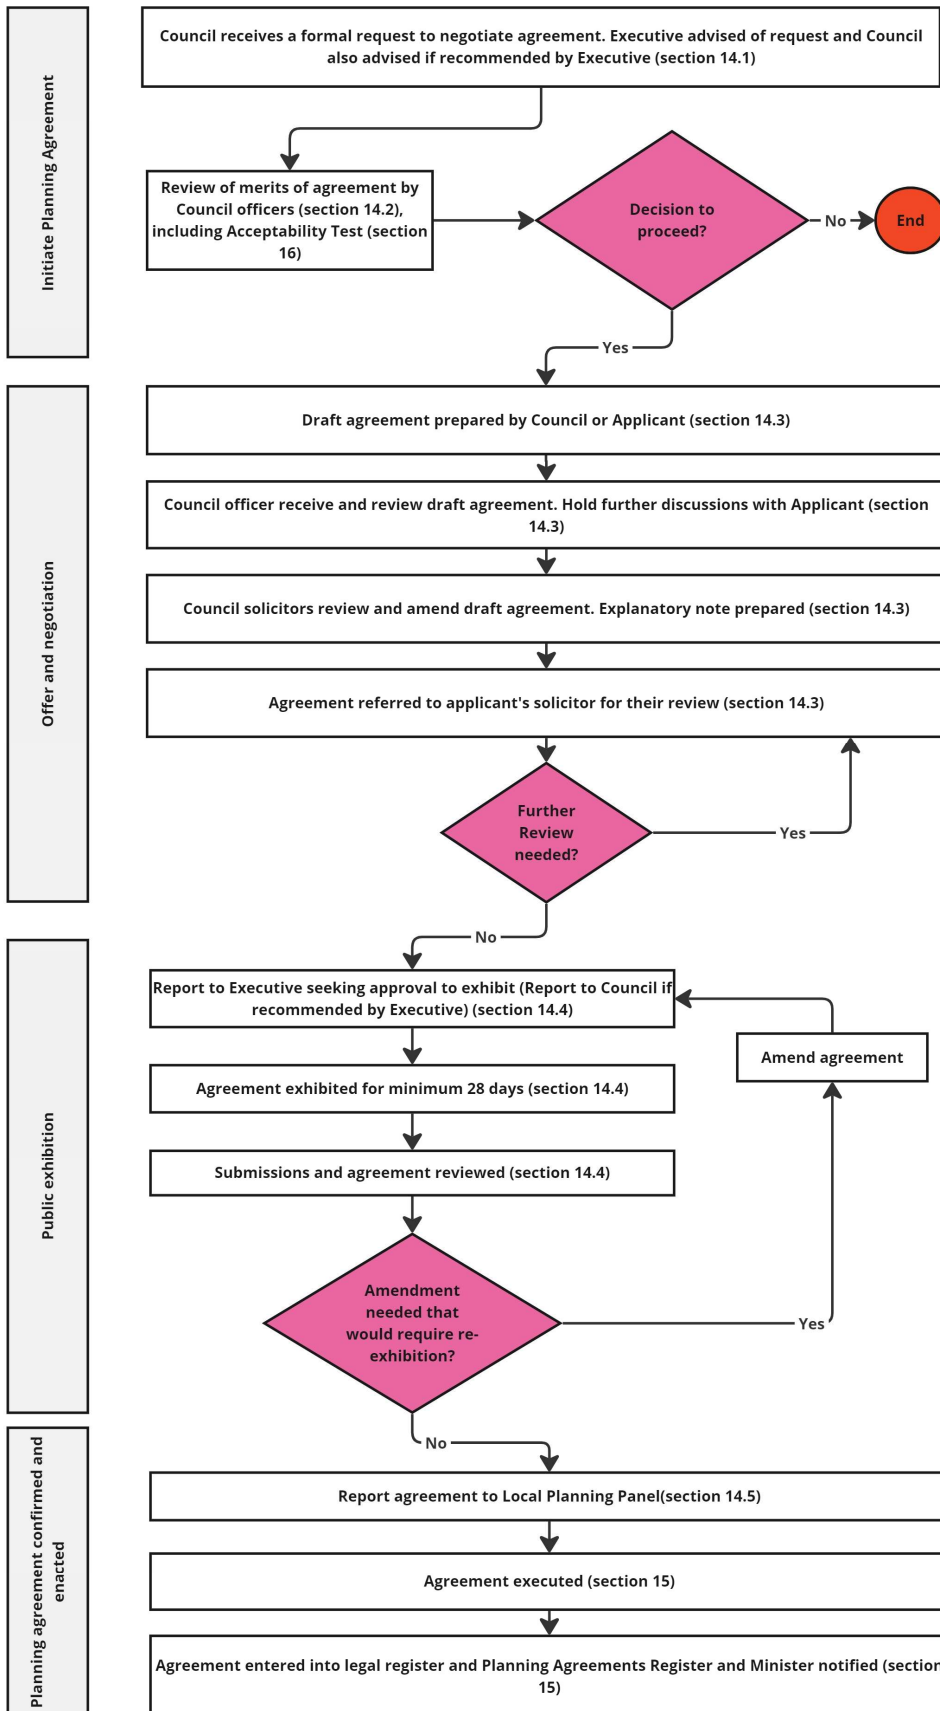 Initiate Planning Agreement
Council receives a formal request to negotiate agreement. Executive advised of request and Council
also advised if recommended by Executive (section 14.1)
Review of merits of agreement by
Council officers (section 14.2),
including Acceptability Test (section
16)
Decision to
proceed?
No
End
Yes
Offer and negotiation
Draft agreement prepared by Council or Applicant (section 14.3)
Council officer receive and review draft agreement. Hold further discussions with Applicant (section
14.3)
Council solicitors review and amend draft agreement. Explanatory note prepared (section 14.3)
Agreement referred to applicant's solicitor for their review (section 14.3)
Further
Review
needed?
Yes
No
Public exhibition
Report to Executive seeking approval to exhibit (Report to Council if
recommended by Executive) (section 14.4)
Amend agreement
Agreement exhibited for minimum 28 days (section 14.4)
Submissions and agreement reviewed (section 14.4)
Amendment
needed that
would require re-
exhibition?
Yes
No
Planning agreement confirmed and
enacted
Report agreement to Local Planning Panel(section 14.5)
Agreement executed (section 15)
Agreement entered into legal register and Planning Agreements Register and Minister notified (section
15)